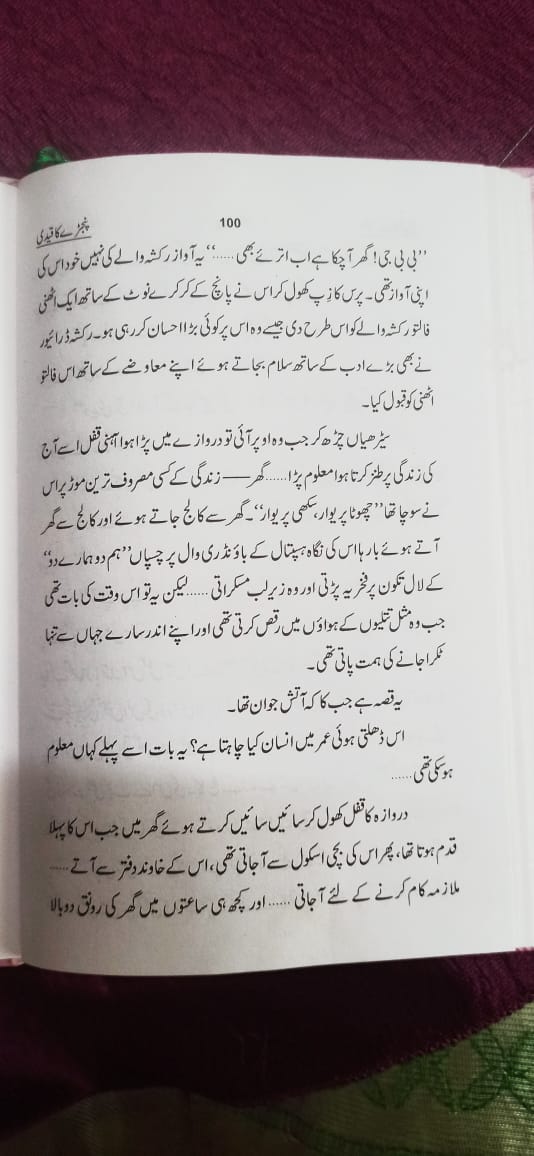 100
پنجرے کا قیدی
”بی بی جی! گھر آچکا ہے اب اترئے بھی......“ یہ آواز رکشہ والے کی نہیں خود اس کی
اپنی آواز تھی۔ پرس کا زِپ کھول کر اس نے پانچ کے کرکرے نوٹ کے ساتھ ایک اٹھنی
فالتو رکشہ والے کو اس طرح دی جیسے وہ اس پر کوئی بڑا احسان کر رہی ہو۔ رکشہ ڈرائیور
نے بھی بڑے ادب کے ساتھ سلام بجاتے ہوئے اپنے معاوضے کے ساتھ اس فالتو
اٹھنی کو قبول کیا۔
سیڑھیاں چڑھ کر جب وہ اوپر آئی تو دروازے میں پڑا ہوا آہنی قفل اسے آج
کی زندگی پر طنز کرتا ہوا معلوم پڑا......گھر —— زندگی کے کسی مصروف ترین موڑ پر اس
نے سوچا تھا ”چھوٹا پریوار، سکھی پریوار“۔ گھر سے کالج جاتے ہوئے اور کالج سے گھر
آتے ہوئے بارہا اس کی نگاہ ہسپتال کے باؤنڈری وال پر چسپاں ”ہم دو ہمارے دو“
کے لال تکون پر فخریہ پڑتی اور وہ زیر لب مسکراتی ......لیکن یہ تو اس وقت کی بات تھی
جب وہ مثل تتلیوں کے ہواؤں میں رقص کرتی تھی اور اپنے اندر سارے جہاں سے تنہا
ٹکرا جانے کی ہمت پاتی تھی۔
یہ قصہ ہے جب کا کہ آتش جوان تھا۔
اس ڈھلتی ہوئی عمر میں انسان کیا چاہتا ہے؟ یہ بات اسے پہلے کہاں معلوم
ہوسکی تھی......
دروازہ کا قفل کھول کر سائیں سائیں کرتے ہوئے گھر میں جب اس کا پہلا
قدم ہوتا تھا، پھر اس کی بچی اسکول سے آجاتی تھی، اس کے خاوند دفتر سے آتے ......
ملازمہ کام کرنے کے لئے آجاتی ......اور کچھ ہی ساعتوں میں گھر کی رونق دوبالا